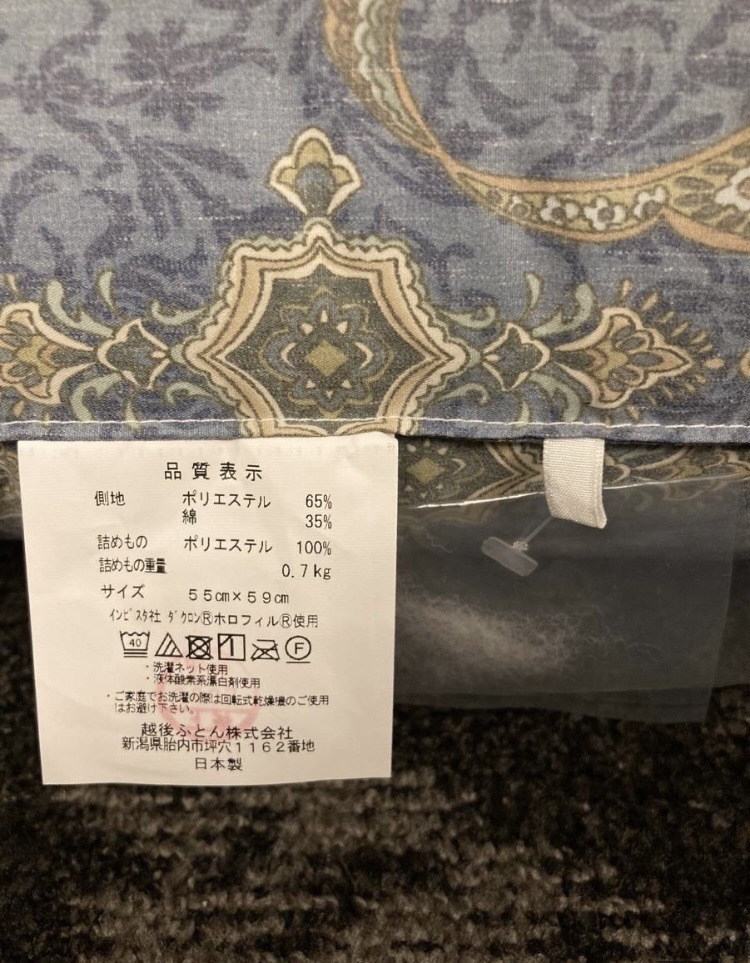 品質表示
側地 ポリエステル 65%
綿 35%
詰めもの ポリエステル 100%
詰めもの重量 0.7kg
サイズ 55cm×59cm
ｲﾝﾋﾞｽﾀ社 ﾀﾞｸﾛﾝ®ホロフィル®使用
40 F
・洗濯ネット使用
・液体酸素系漂白剤使用
・ご家庭でお洗濯の際は回転式乾燥機のご使用
はお避け下さい。
越後ふとん株式会社
新潟県胎内市坪穴1162番地
日本製